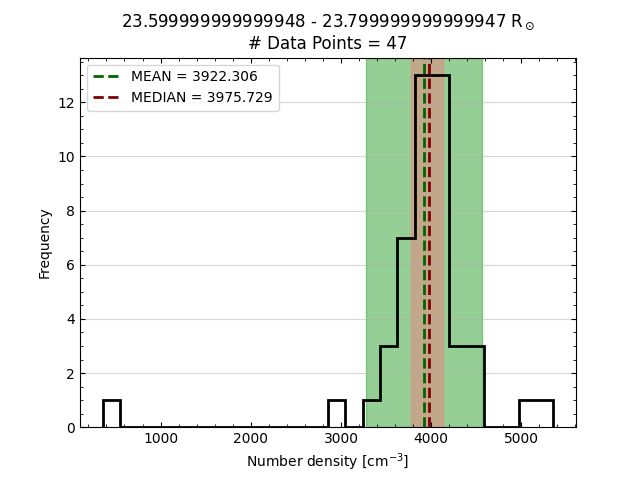 23.599999999999948 - 23.799999999999947 R⊙
# Data Points = 47
MEAN = 3922.306
MEDIAN = 3975.729
Frequency
12
10
8
6
4
2
0
1000 2000 3000 4000 5000
Number density [cm⁻³]